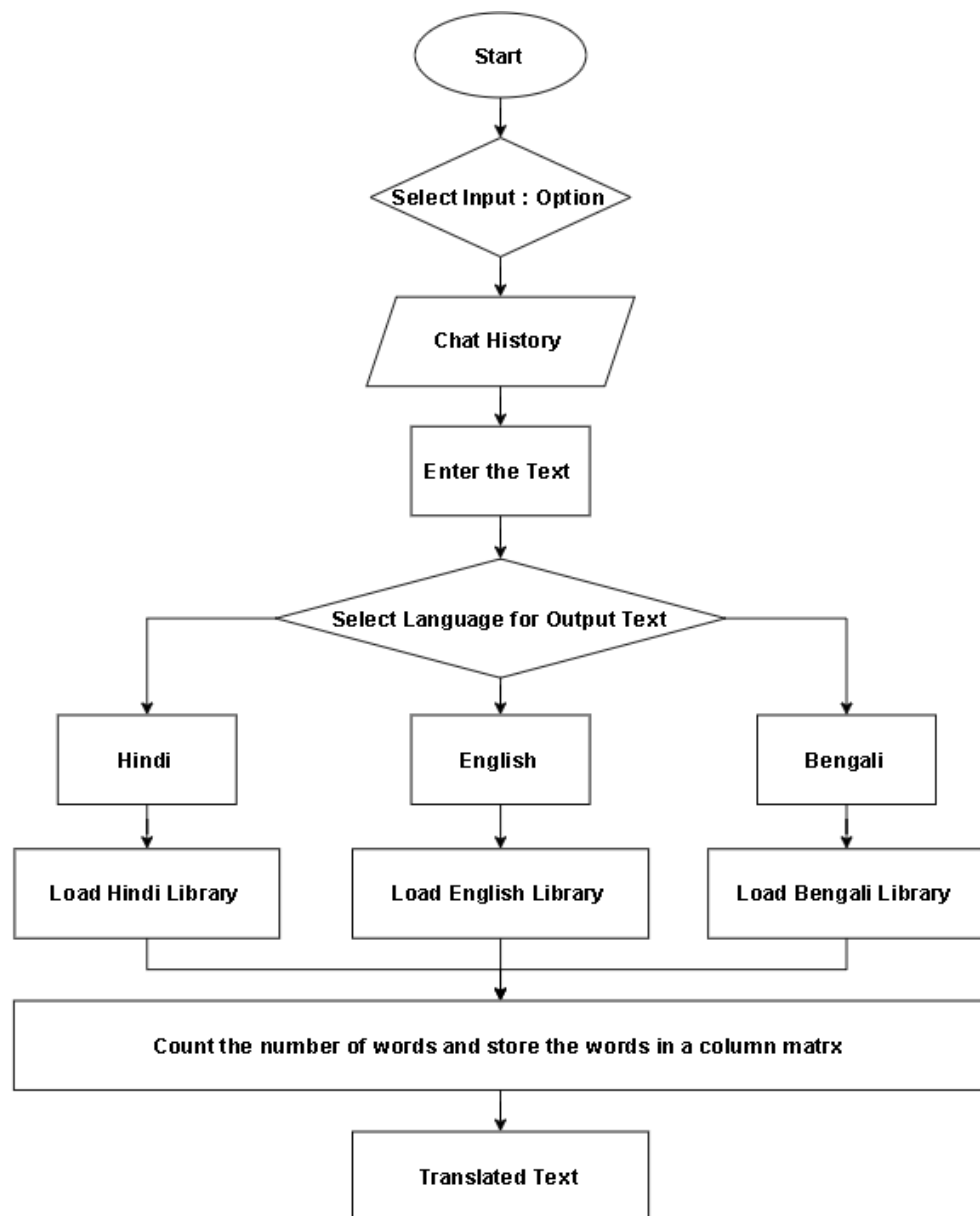 Start
Select Input : Option
Chat History
Enter the Text
Select Language for Output Text
Hindi
English
Bengali
Load Hindi Library
Load English Library
Load Bengali Library
Count the number of words and store the words in a column matrx
Translated Text